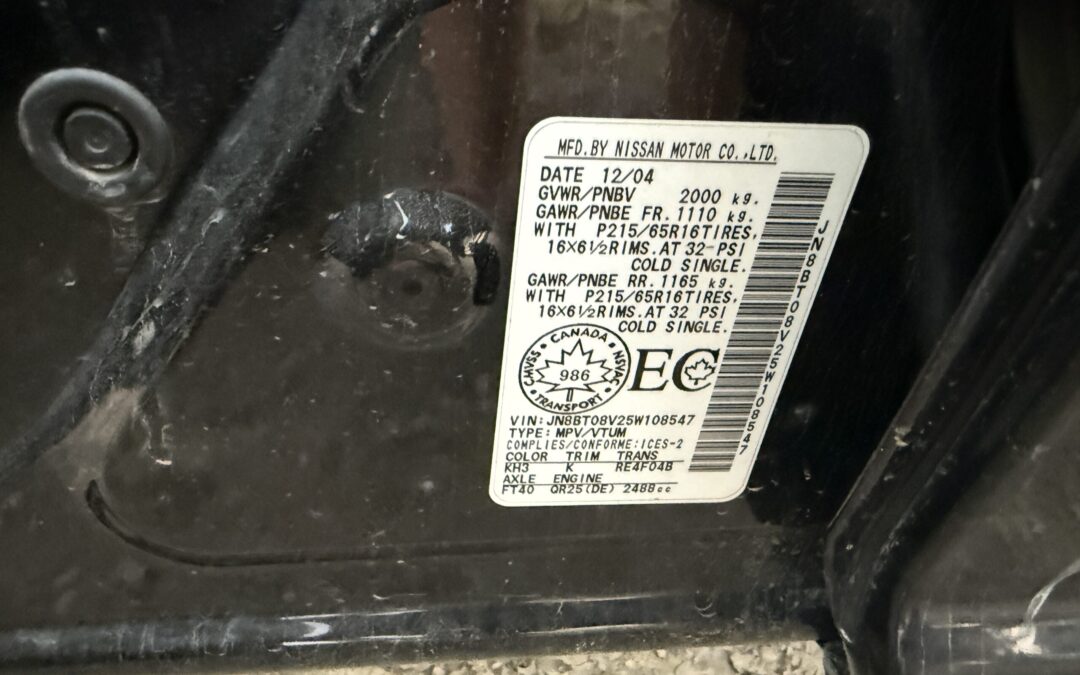 MFD.BY NISSAN MOTOR CO.,LTD.
DATE 12/04
GVWR/PNBV 2000 kg.
GAWR/PNBE FR. 1110 kg.
WITH P215/65R16TIRES,
16X6½RIMS.AT 32 PSI
COLD SINGLE.
GAWR/PNBE RR. 1165 kg.
WITH P215/65R16TIRES,
16X6½RIMS.AT 32 PSI
COLD SINGLE.
CANADA
CMVSS 986 NSVAC
TRANSPORT
EC
VIN:JN8BT08V25W108547
TYPE:MPV/VTUM
COMPLIES/CONFORME:ICES-2
COLOR TRIM TRANS
KH3 K RE4F04B
AXLE ENGINE
FT40 QR25(DE) 2488cc
JN8BT08V25W108547